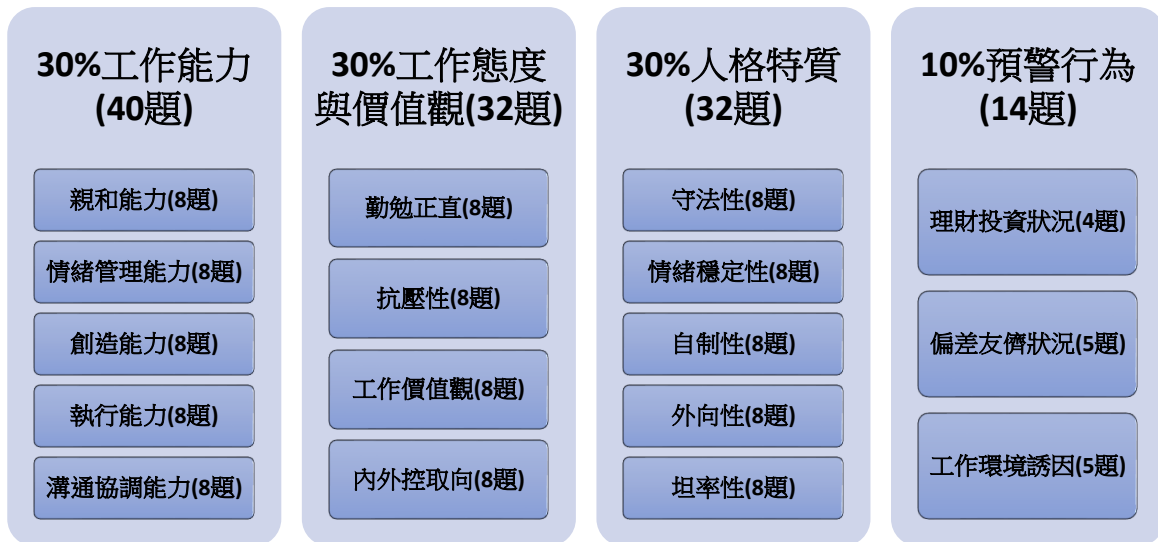 30%工作能力
(40題)
親和能力(8題)
情緒管理能力(8題)
創造能力(8題)
執行能力(8題)
溝通協調能力(8題)
30%工作態度
與價值觀(32題)
勤勉正直(8題)
抗壓性(8題)
工作價值觀(8題)
內外控取向(8題)
30%人格特質
(32題)
守法性(8題)
情緒穩定性(8題)
自制性(8題)
外向性(8題)
坦率性(8題)
10%預警行為
(14題)
理財投資狀況(4題)
偏差友儕狀況(5題)
工作環境誘因(5題)